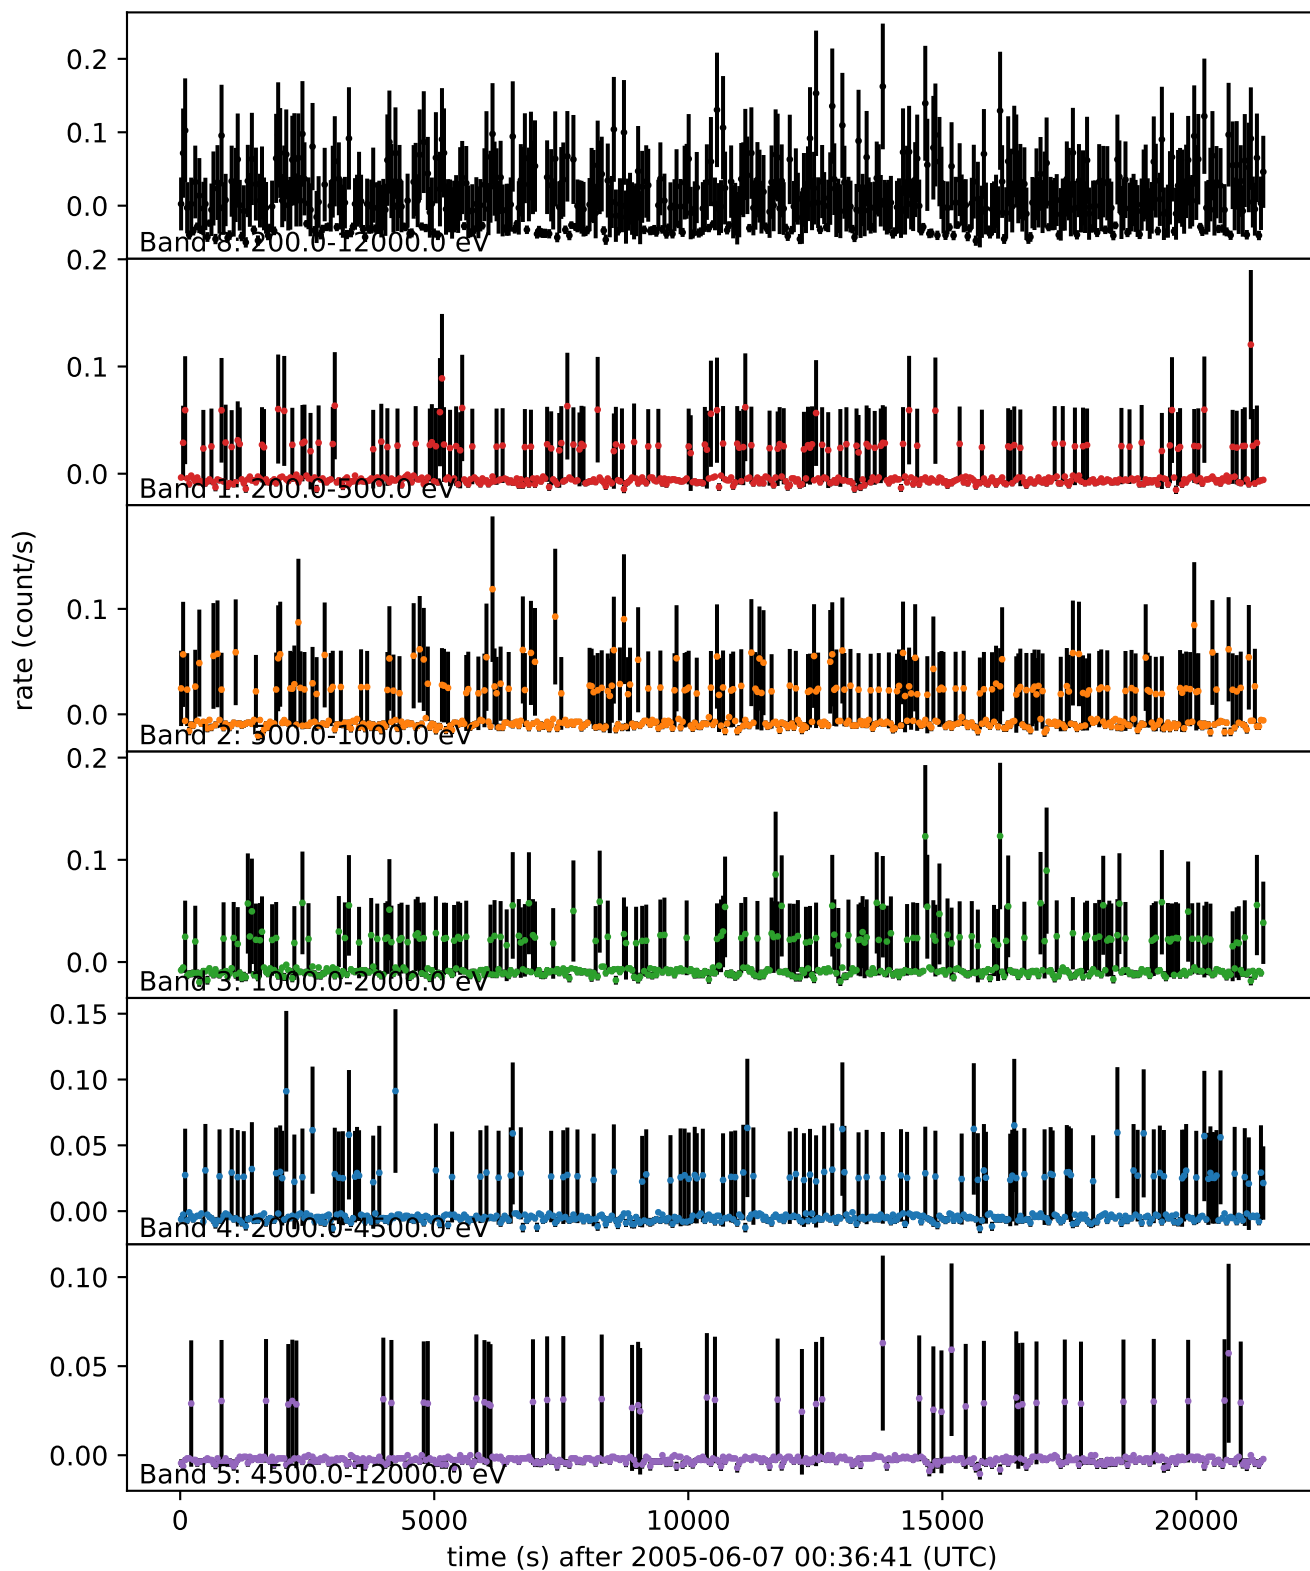 0.2
0.1
0.0
Band 8: 200.0-12000.0 eV
0.2
0.1
0.0
Band 1: 200.0-500.0 eV
0.1
0.0
Band 2: 500.0-1000.0 eV
rate (count/s)
0.2
0.1
0.0
Band 3: 1000.0-2000.0 eV
0.15
0.10
0.05
0.00
Band 4: 2000.0-4500.0 eV
0.10
0.05
0.00
Band 5: 4500.0-12000.0 eV
0 5000 10000 15000 20000
time (s) after 2005-06-07 00:36:41 (UTC)